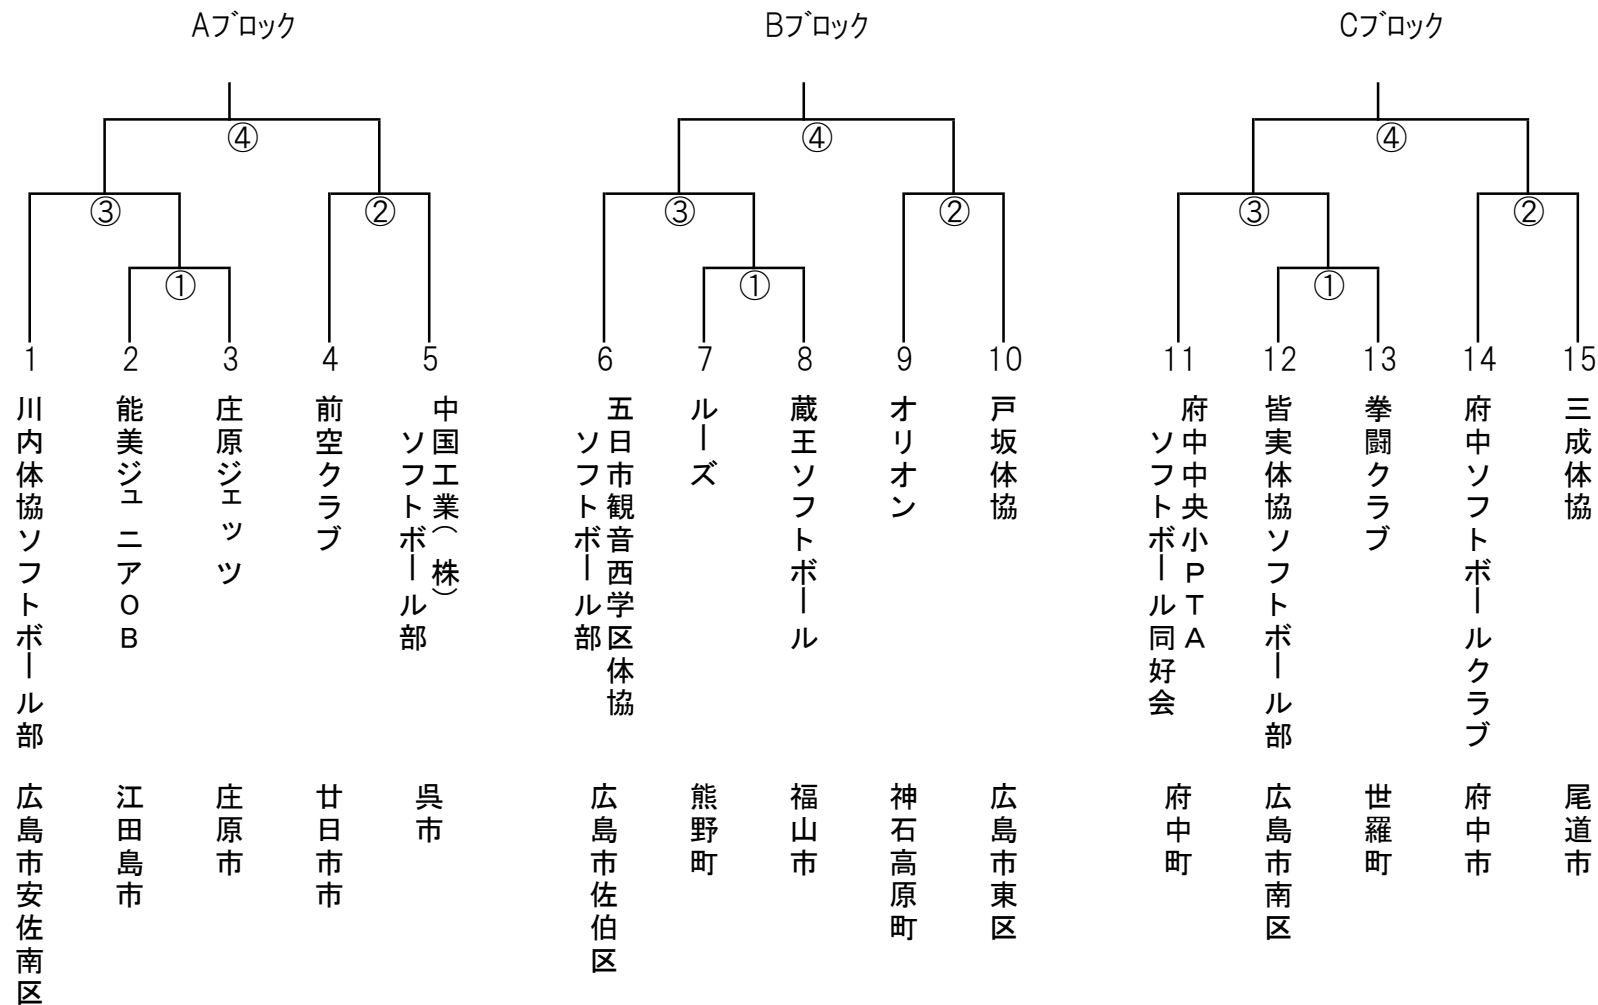 Aブロック
Bブロック
Cブロック
④
④
④
③
②
③
②
③
②
①
①
①
1
2
3
4
5
6
7
8
9
10
11
12
13
14
15
川内体協ソフトボール部
能美ジュニアOB
庄原ジェッツ
前空クラブ
中国工業(株)
ソフトボール部
五日市観音西学区体協
ソフトボール部
ルーズ
蔵王ソフトボール
オリオン
戸坂体協
府中中央小PTA
ソフトボール同好会
皆実体協ソフトボール部
拳闘クラブ
府中ソフトボールクラブ
三成体協
広島市安佐南区
江田島市
庄原市
廿日市市
呉市
広島市佐伯区
熊野町
福山市
神石高原町
広島市東区
府中町
広島市南区
世羅町
府中市
尾道市